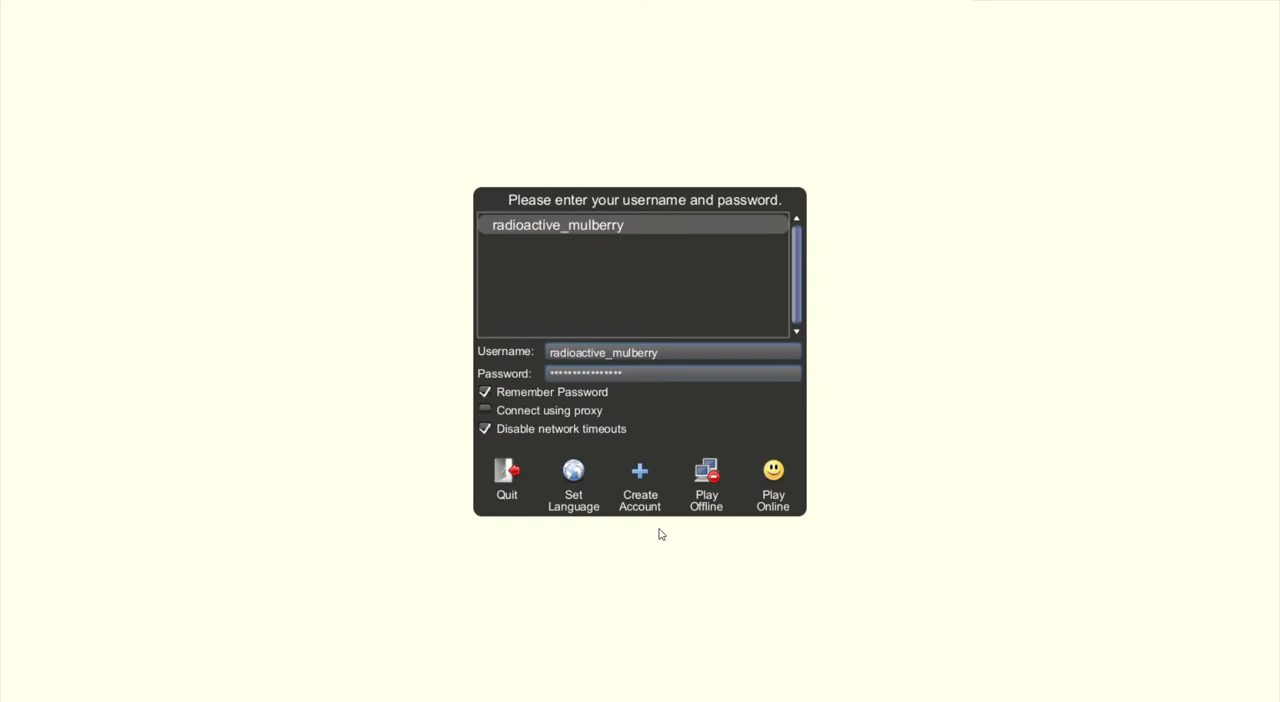 Please enter your username and password.
radioactive_mulberry
Username: radioactive_mulberry
Password: ****************
Remember Password
Connect using proxy
Disable network timeouts
Quit
Set Language
Create Account
Play Offline
Play Online